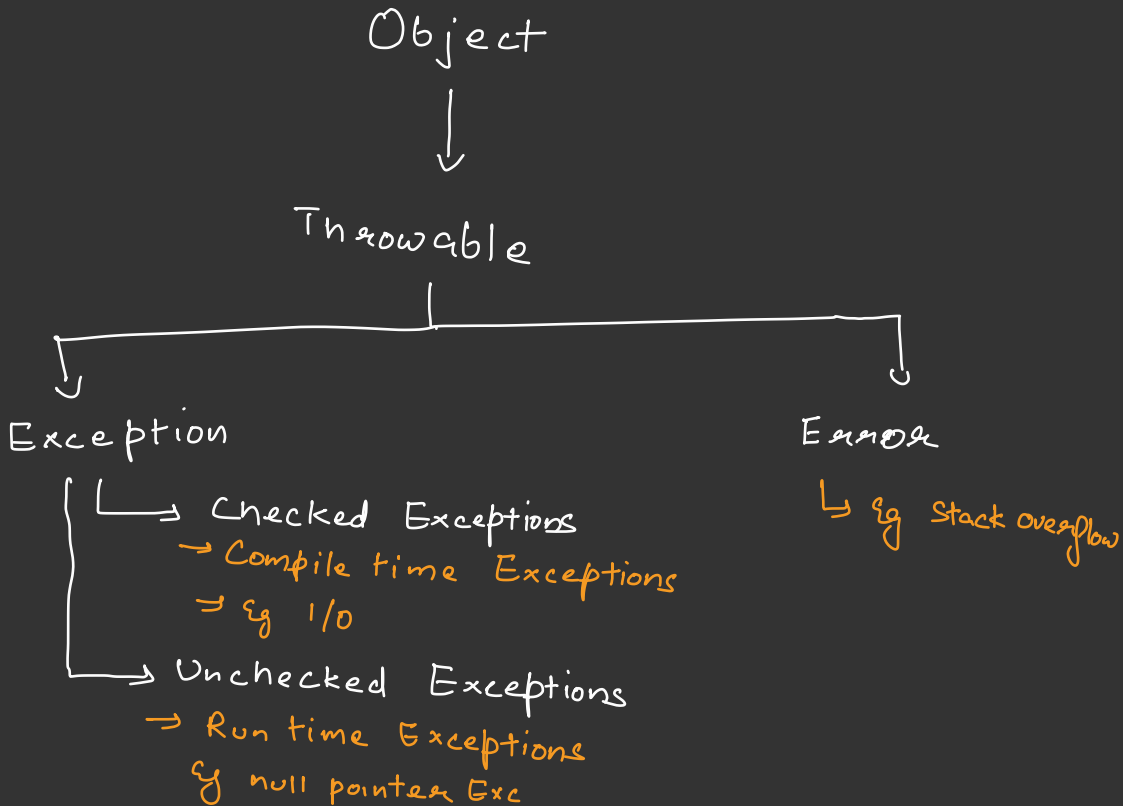 Object
Throwable
Exception
Error
Checked Exceptions
→ Compile time Exceptions
→ Eg I/O
Eg Stack overflow
Unchecked Exceptions
→ Run time Exceptions
Eg null pointer Exc